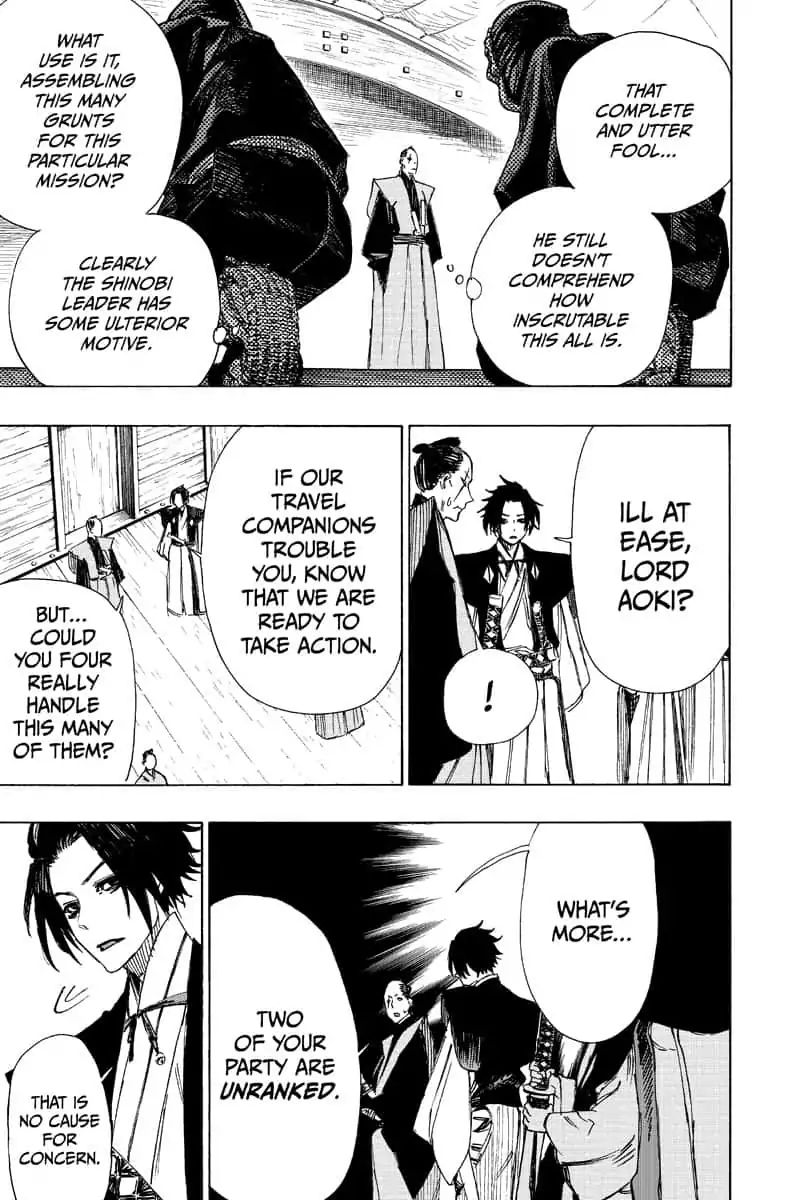 THAT
COMPLETE
AND UTTER
FOOL...
HE STILL
DOESN'T
COMPREHEND
HOW
INSCRUTABLE
THIS ALL IS.
WHAT
USE IS IT,
ASSEMBLING
THIS MANY
GRUNTS
FOR THIS
PARTICULAR
MISSION?
CLEARLY
THE SHINOBI
LEADER HAS
SOME ULTERIOR
MOTIVE.
ILL AT
EASE,
LORD
AOKI?
!
IF OUR
TRAVEL
COMPANIONS
TROUBLE
YOU, KNOW
THAT WE ARE
READY TO
TAKE ACTION.
BUT...
COULD
YOU FOUR
REALLY
HANDLE
THIS MANY
OF THEM?
WHAT'S
MORE...
TWO
OF YOUR
PARTY ARE
UNRANKED.
THAT IS
NO CAUSE
FOR
CONCERN.